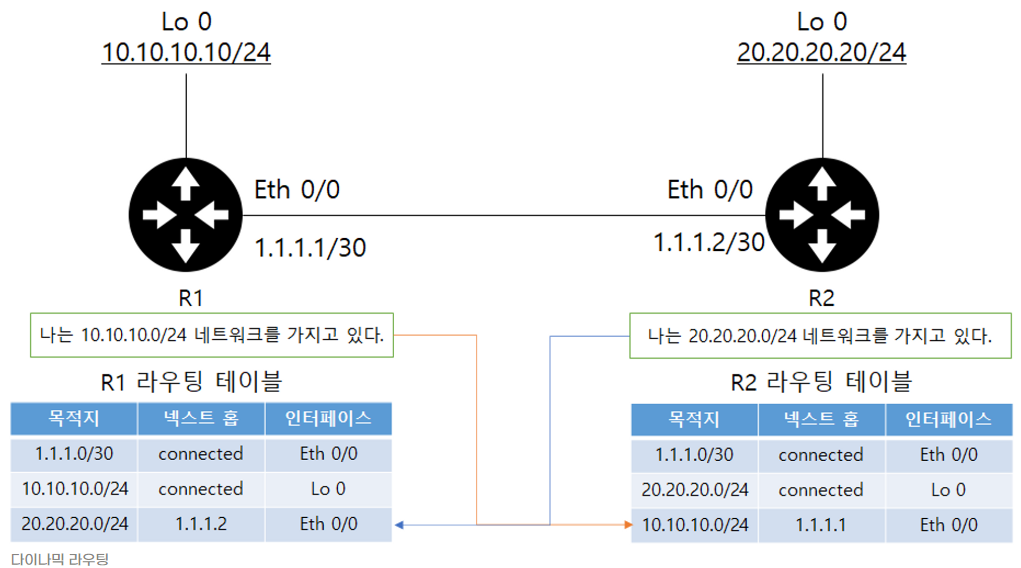 Lo 0
10.10.10.10/24
Lo 0
20.20.20.20/24
Eth 0/0
Eth 0/0
1.1.1.1/30
1.1.1.2/30
R1
R2
나는 10.10.10.0/24 네트워크를 가지고 있다.
나는 20.20.20.0/24 네트워크를 가지고 있다.
R1 라우팅 테이블
목적지 넥스트 홉 인터페이스
1.1.1.0/30 connected Eth 0/0
10.10.10.0/24 connected Lo 0
20.20.20.0/24 1.1.1.2 Eth 0/0
R2 라우팅 테이블
목적지 넥스트 홉 인터페이스
1.1.1.0/30 connected Eth 0/0
20.20.20.0/24 connected Lo 0
10.10.10.0/24 1.1.1.1 Eth 0/0
다이나믹 라우팅